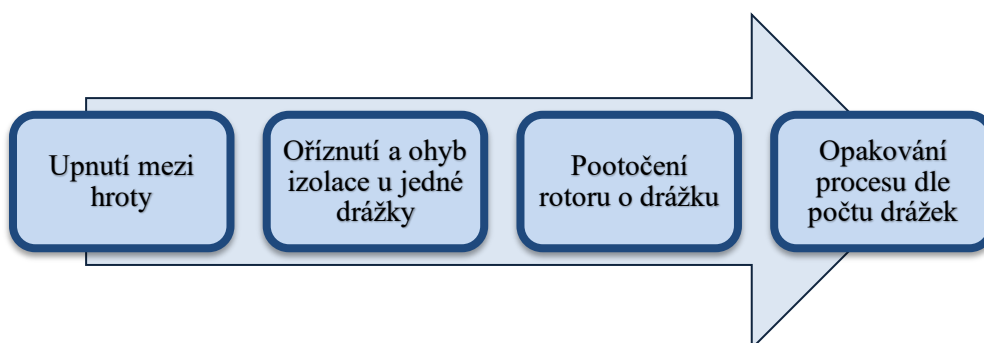 Upnutí mezi
hroty
Oříznutí a ohyb
izolace u jedné
drážky
Pootočení
rotoru o drážku
Opakování
procesu dle
počtu drážek